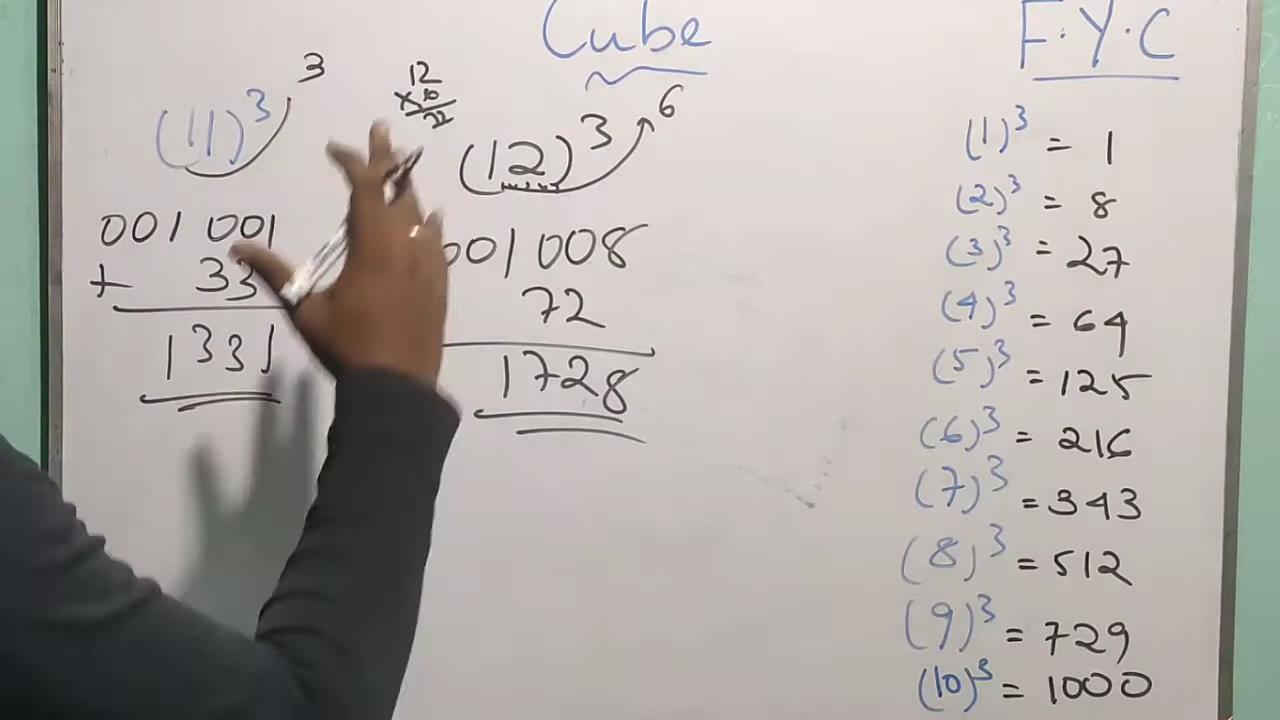 Cube
F.Y.C
(11)³ 3
001 001
+ 33
1331
12
(12)³ 6
001 008
72
1728
(1)³ = 1
(2)³ = 8
(3)³ = 27
(4)³ = 64
(5)³ = 125
(6)³ = 216
(7)³ = 343
(8)³ = 512
(9)³ = 729
(10)³ = 1000